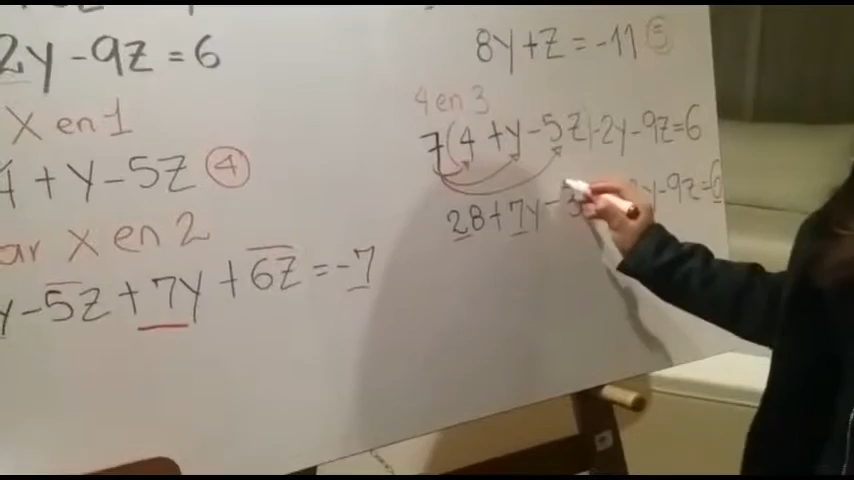 2y - 9z = 6
X en 1
4 + y - 5z ④
ar x en 2
y - 5z + 7y + 6z = -7
8y + z = -11 ⑤
4 en 3
7(4 + y - 5z) - 2y - 9z = 6
28 + 7y - 3 y - 9z = 6